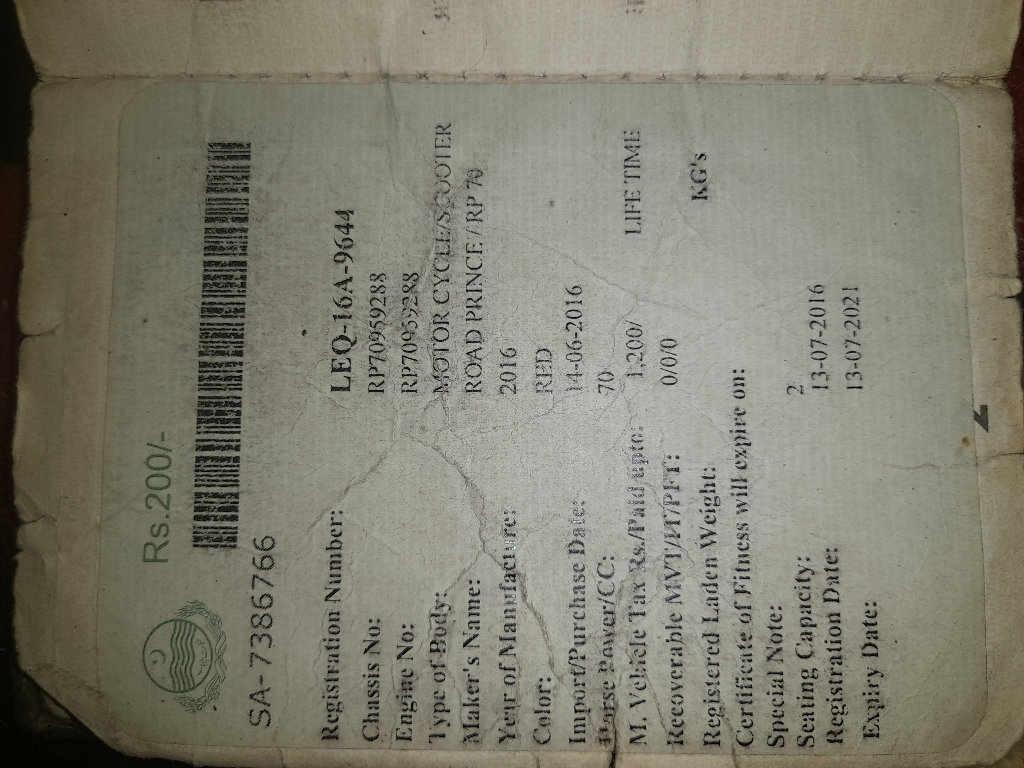 Rs.200/-
SA-7386766
Registration Number: LEQ-16A-9644
Chassis No: RP70959288
Engine No: RP70959288
Type of Body: MOTOR CYCLE/SCOOTER
Maker's Name: ROAD PRINCE / RP 70
Year of Manufacture: 2016
Color: RED
Import/Purchase Date: 14-06-2016
Horse Power/CC: 70
M. Vehicle Tax Rs./Paid upto: 1,200/ LIFE TIME
Recoverable MVT/IT/PFT: 0/0/0
Registered Laden Weight: KG's
Certificate of Fitness will expire on:
Special Note:
Seating Capacity: 2
Registration Date: 13-07-2016
Expiry Date: 13-07-2021
2